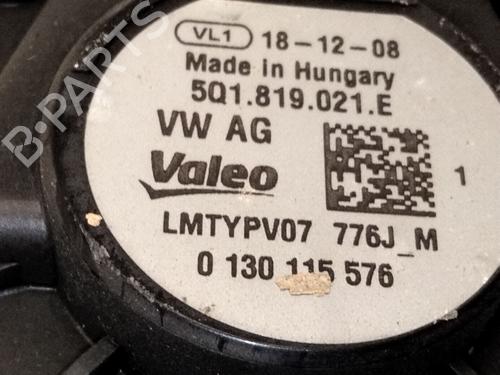 VL1 18-12-08
Made in Hungary
5Q1.819.021.E
VW AG
Valeo
1
LMTYPV07 776J_M
0 130 115 576
B-PARTS